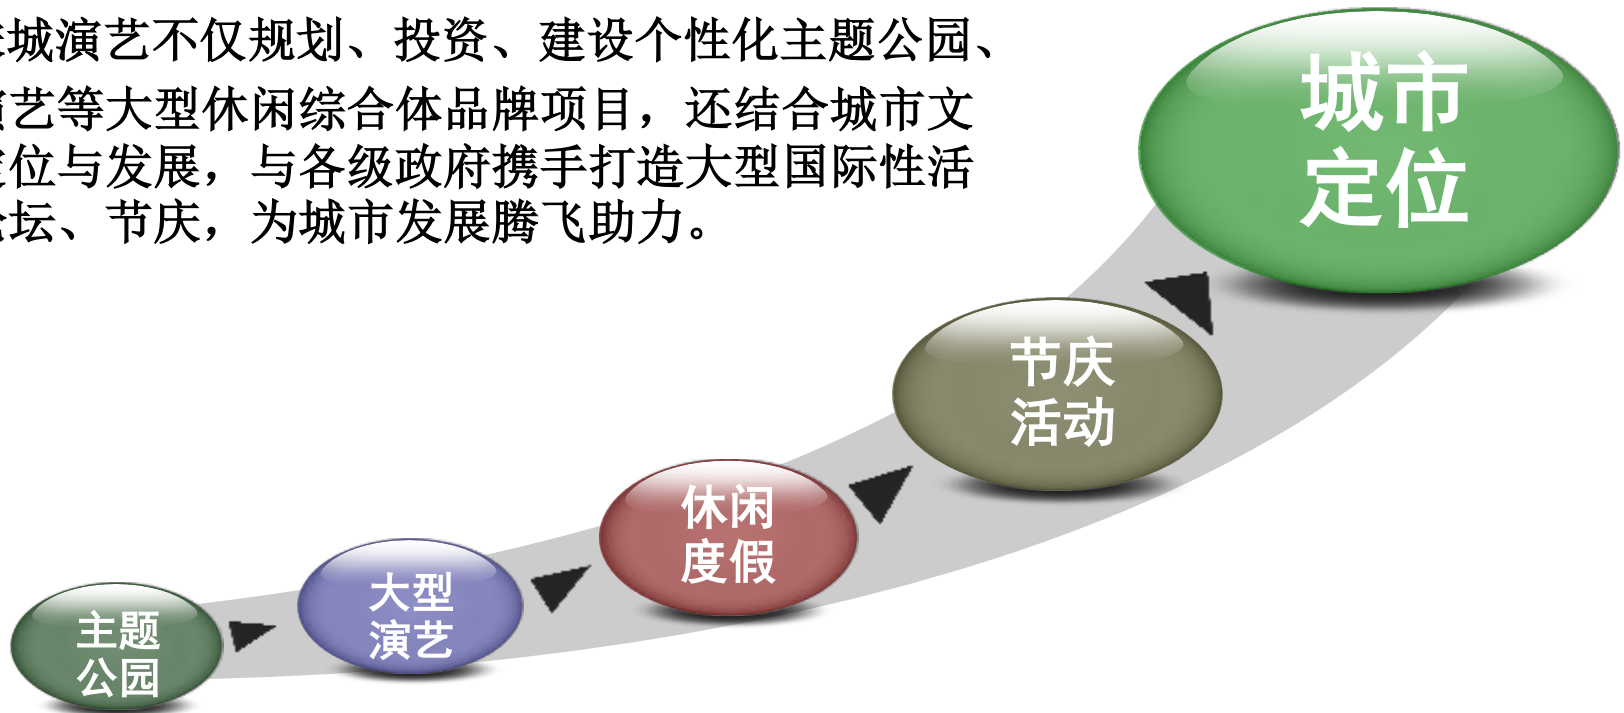 城演艺不仅规划、投资、建设个性化主题公园、
艺等大型休闲综合体品牌项目，还结合城市文
位与发展，与各级政府携手打造大型国际性活
坛、节庆，为城市发展腾飞助力。
城市
定位
节庆
活动
休闲
度假
大型
演艺
主题
公园